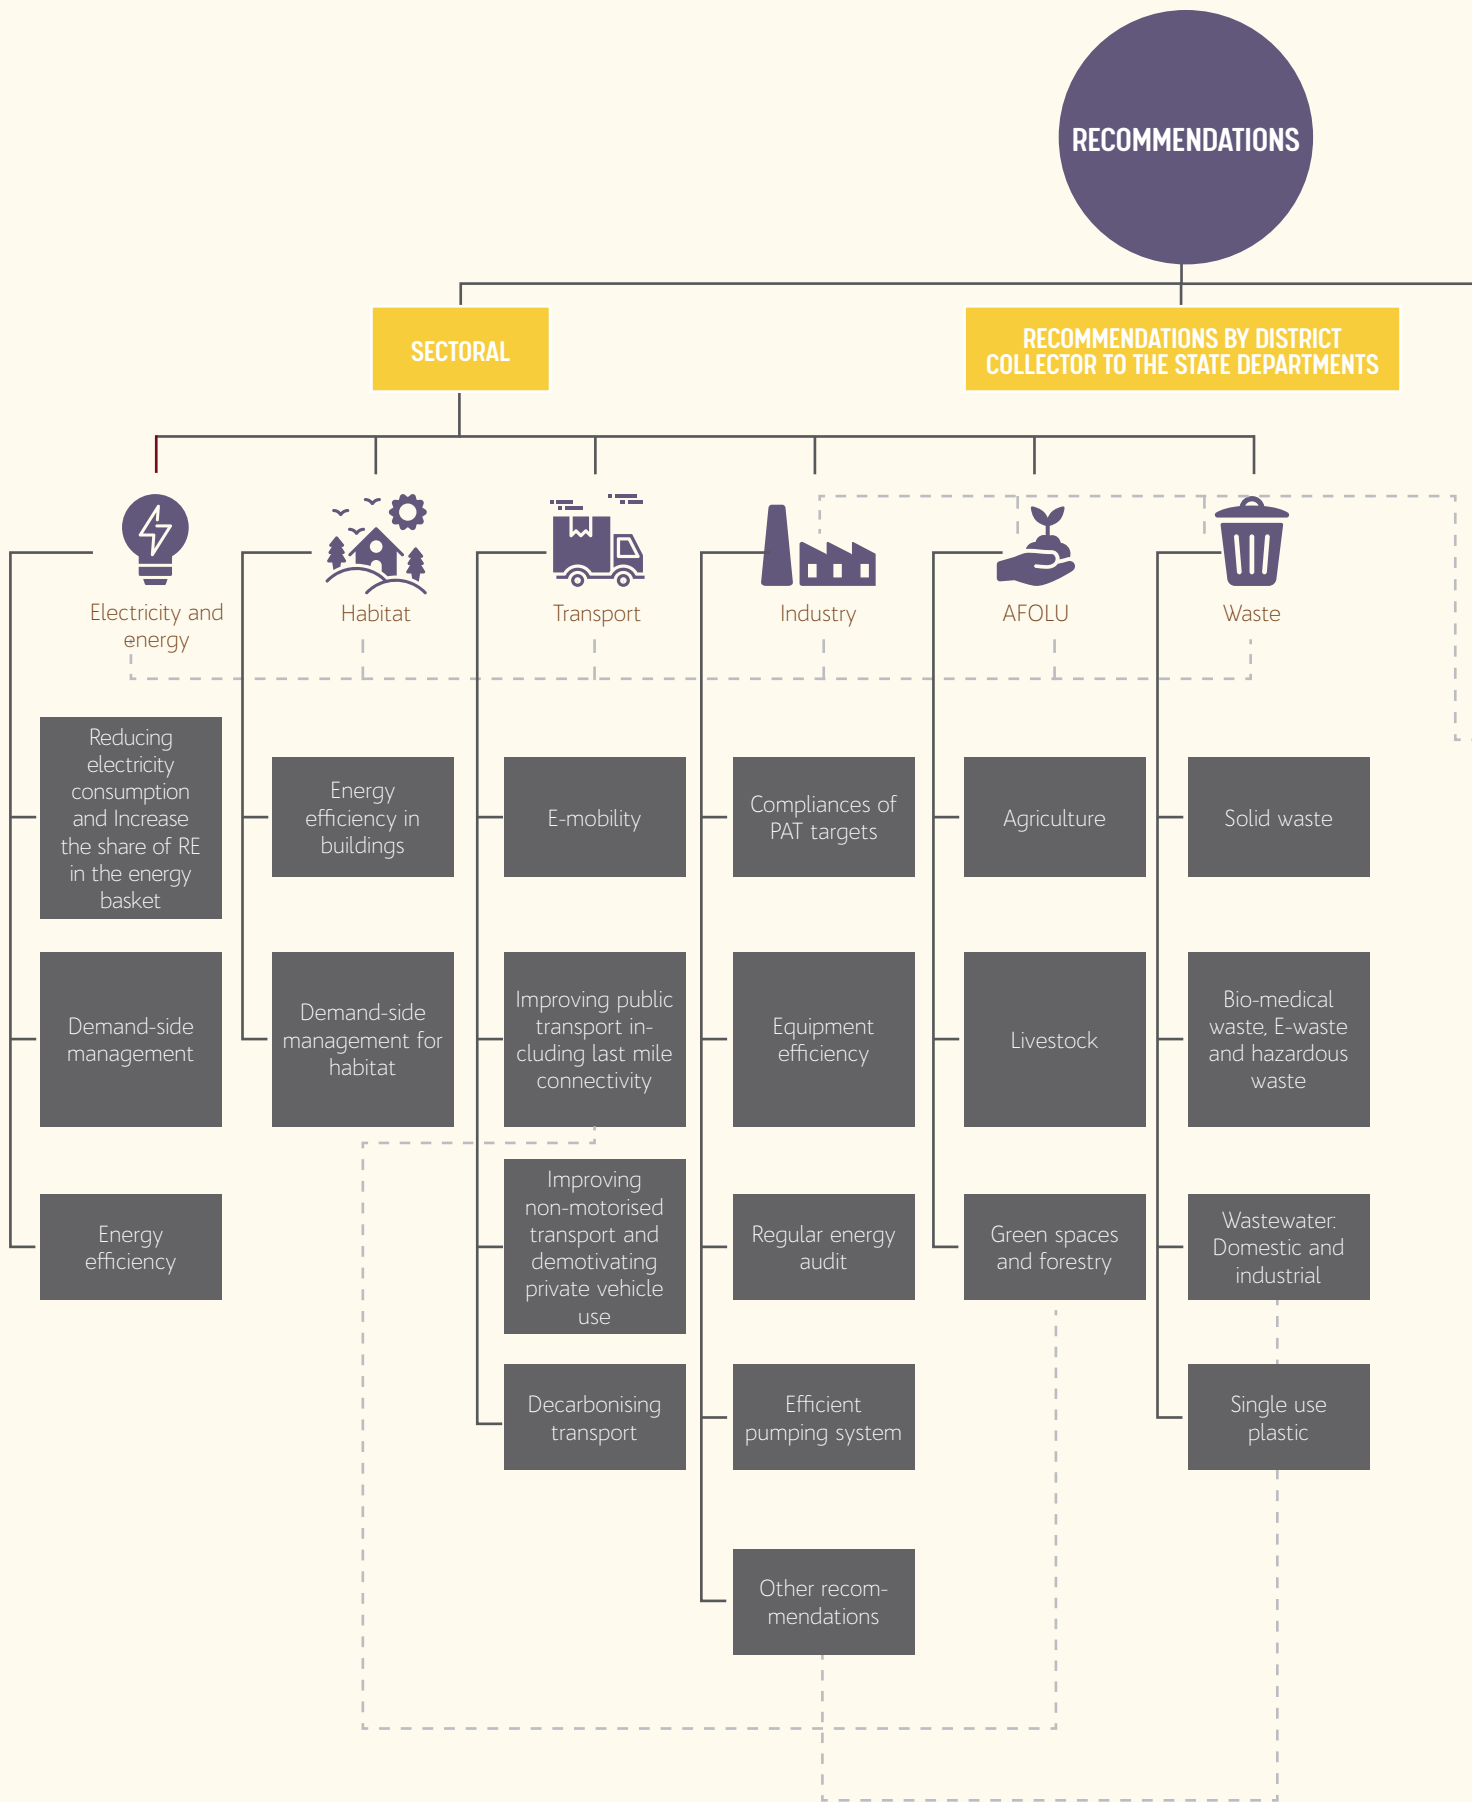 RECOMMENDATIONS
SECTORAL
RECOMMENDATIONS BY DISTRICT
COLLECTOR TO THE STATE DEPARTMENTS
Electricity and
energy
Habitat
Transport
Industry
AFOLU
Waste
Reducing
electricity
consumption
and Increase
the share of RE
in the energy
basket
Demand-side
management
Energy
efficiency
Energy
efficiency in
buildings
Demand-side
management for
habitat
E-mobility
Improving public
transport in-
cluding last mile
connectivity
Improving
non-motorised
transport and
demotivating
private vehicle
use
Decarbonising
transport
Compliances of
PAT targets
Equipment
efficiency
Regular energy
audit
Efficient
pumping system
Other recom-
mendations
Agriculture
Livestock
Green spaces
and forestry
Solid waste
Bio-medical
waste, E-waste
and hazardous
waste
Wastewater:
Domestic and
industrial
Single use
plastic